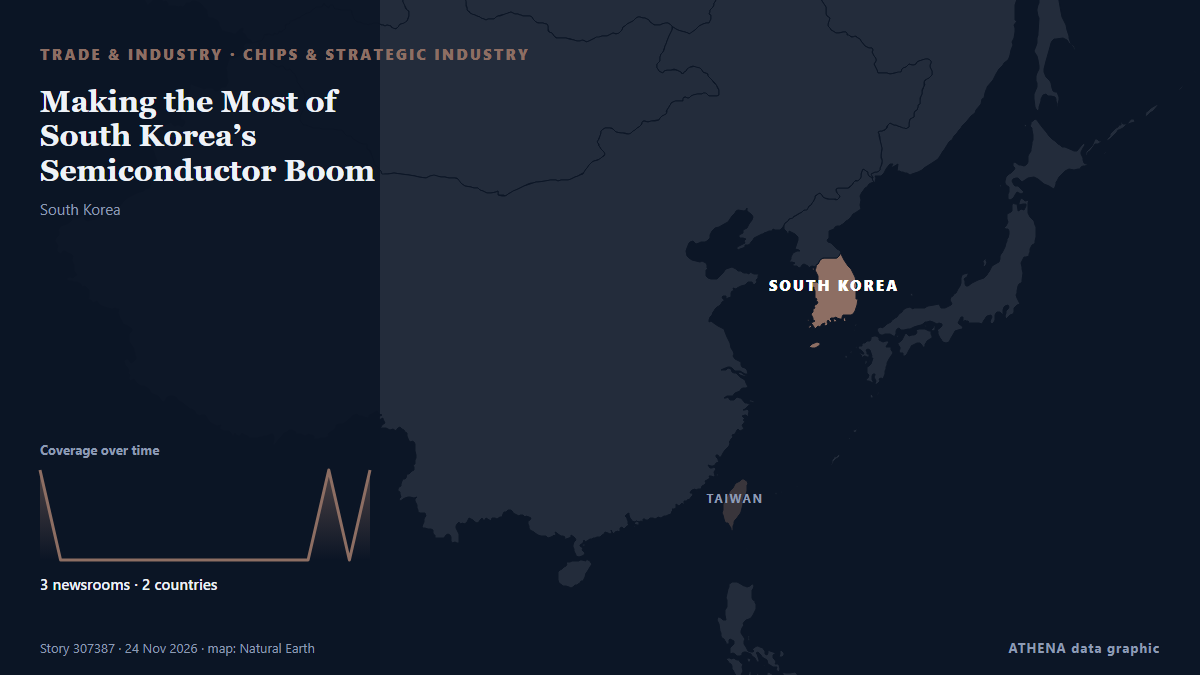 TRADE & INDUSTRY · CHIPS & STRATEGIC INDUSTRY
Making the Most of
South Korea’s
Semiconductor Boom
South Korea
SOUTH KOREA
Coverage over time
TAIWAN
3 newsrooms · 2 countries
Story 307387 · 24 Nov 2026 · map: Natural Earth
ATHENA data graphic